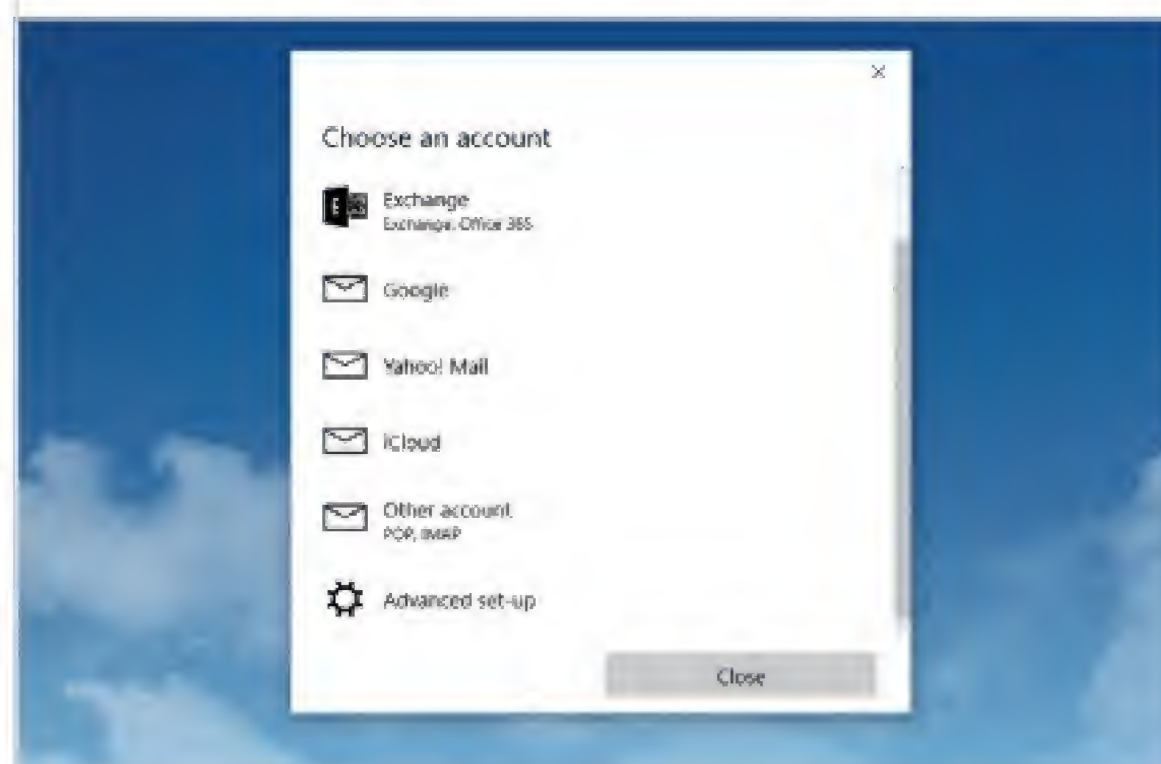 Choose an account
Exchange
Exchange, Office 365
Google
Yahoo! Mail
iCloud
Other account
POP, IMAP
Advanced set-up
Close